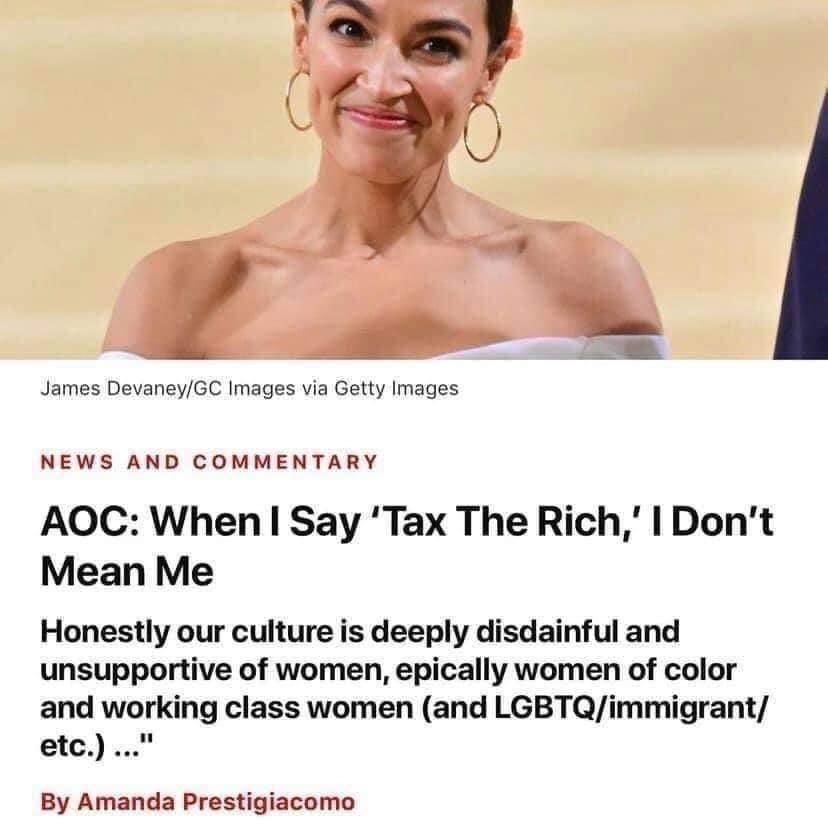 James Devaney/GC Images via Getty Images
NEWS AND COMMENTARY
AOC: When I Say ‘Tax The Rich,’ I Don’t
Mean Me
Honestly our culture is deeply disdainful and
unsupportive of women, epically women of color
and working class women (and LGBTQ/immigrant/
etc.) ..."
By Amanda Prestigiacomo